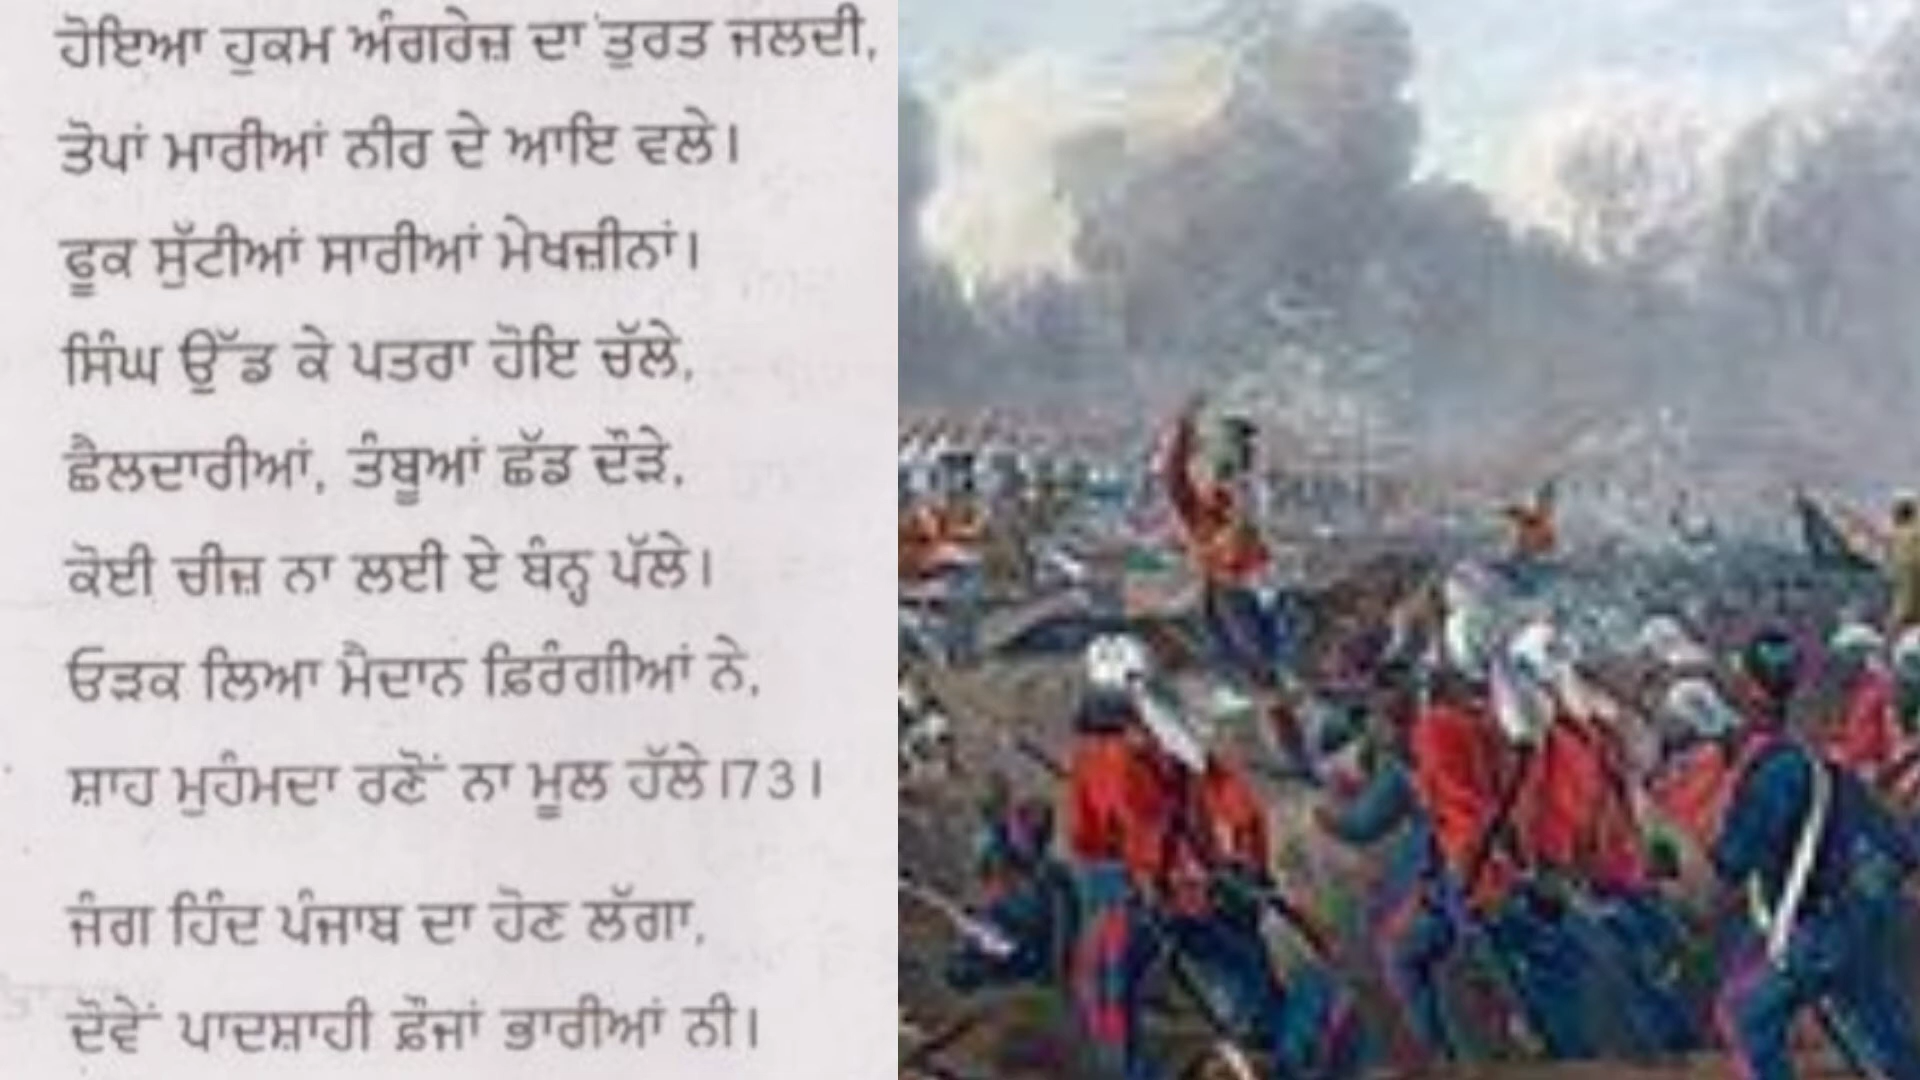 ਹੋਇਆ ਹੁਕਮ ਅੰਗਰੇਜ਼ ਦਾ ਤੁਰਤ ਜਲਦੀ,
ਤੋਪਾਂ ਮਾਰੀਆਂ ਨੀਰ ਦੇ ਆਇ ਵਲੇ।
ਫੂਕ ਸੁੱਟੀਆਂ ਸਾਰੀਆਂ ਮੇਖਜ਼ੀਨਾਂ।
ਸਿੰਘ ਉੱਡ ਕੇ ਪਤਰਾ ਹੋਇ ਚੱਲੇ,
ਛੈਲਦਾਰੀਆਂ, ਤੰਬੂਆਂ ਛੱਡ ਦੌੜੇ,
ਕੋਈ ਚੀਜ਼ ਨਾ ਲਈ ਏ ਬੰਨ੍ਹ ਪੱਲੇ।
ਓੜਕ ਲਿਆ ਮੈਦਾਨ ਫ਼ਿਰੰਗੀਆਂ ਨੇ,
ਸ਼ਾਹ ਮੁਹੰਮਦਾ ਰਣੋਂ ਨਾ ਮੂਲ ਹੱਲੇ।73।
ਜੰਗ ਹਿੰਦ ਪੰਜਾਬ ਦਾ ਹੋਣ ਲੱਗਾ,
ਦੋਵੇਂ ਪਾਦਸ਼ਾਹੀ ਫ਼ੌਜਾਂ ਭਾਰੀਆਂ ਨੀ।